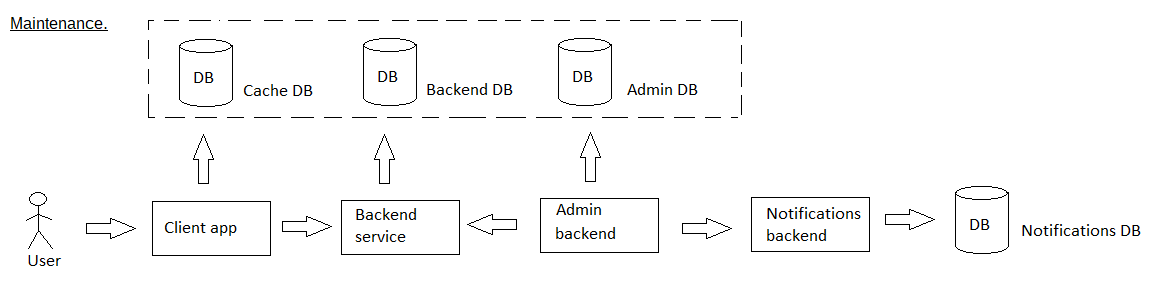 Maintenance.
DB
Cache DB
DB
Backend DB
DB
Admin DB
User
Client app
Backend
service
Admin
backend
Notifications
backend
DB
Notifications DB